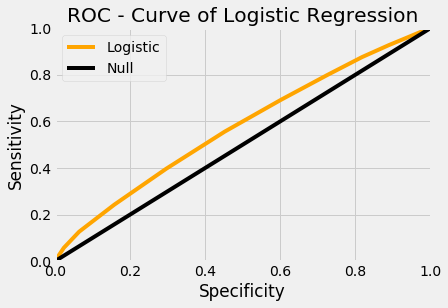 ROC - Curve of Logistic Regression
Logistic
Null
Sensitivity
1.0
0.8
0.6
0.4
0.2
0.0
0.0 0.2 0.4 0.6 0.8 1.0
Specificity